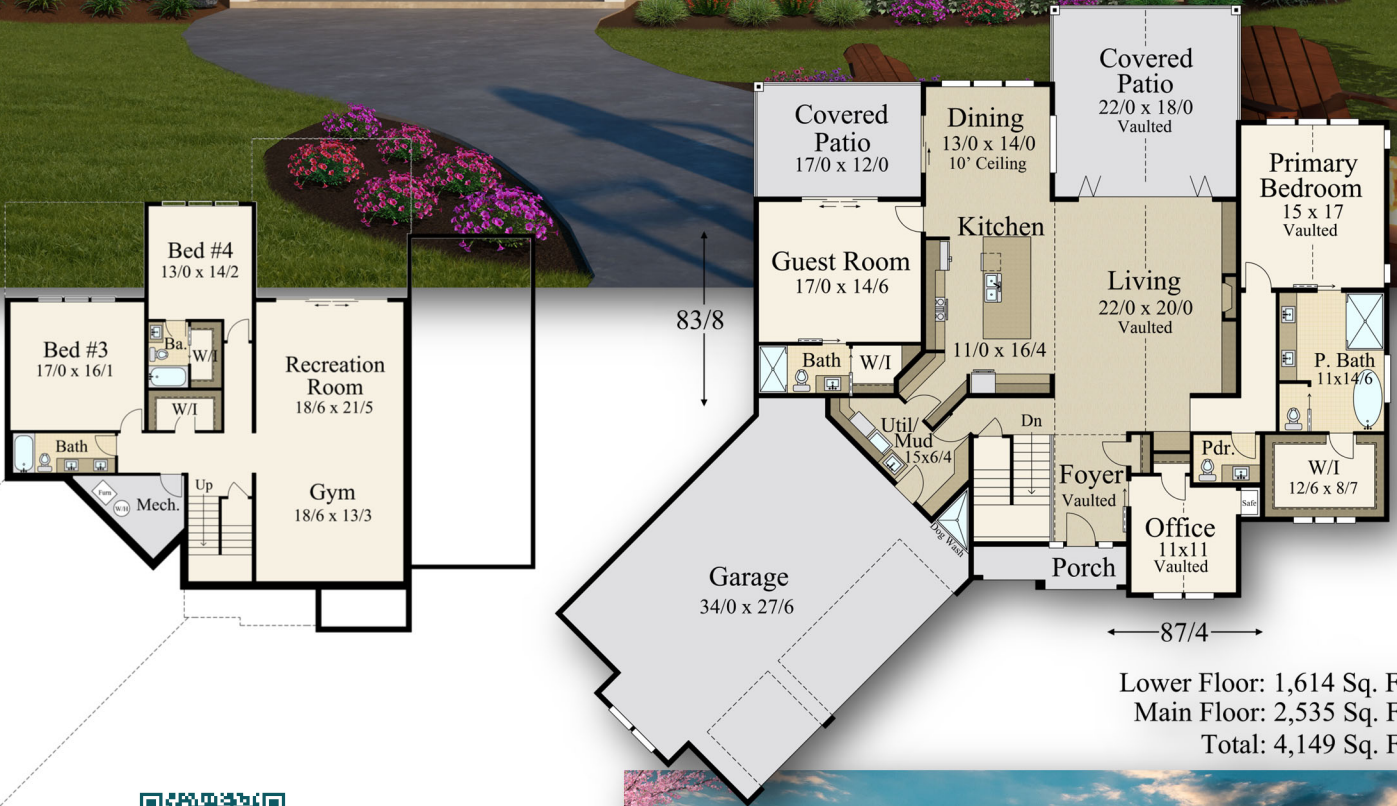 Bed #4
13/0 x 14/2
Bed #3
17/0 x 16/1
Ba.
W/I
W/I
Bath
Recreation
Room
18/6 x 21/5
Gym
18/6 x 13/3
Up
Furn
W/H
Mech.
83/8
Covered
Patio
17/0 x 12/0
Dining
13/0 x 14/0
10' Ceiling
Covered
Patio
22/0 x 18/0
Vaulted
Primary
Bedroom
15 x 17
Vaulted
Guest Room
17/0 x 14/6
Kitchen
11/0 x 16/4
Living
22/0 x 20/0
Vaulted
Bath
W/I
P. Bath
11x14/6
Util/
Mud
15x6/4
Dn
Foyer
Vaulted
Pdr.
W/I
12/6 x 8/7
Safe
Office
11x11
Vaulted
Dog Wash
Porch
Garage
34/0 x 27/6
87/4
Lower Floor: 1,614 Sq. F
Main Floor: 2,535 Sq. F
Total: 4,149 Sq. F